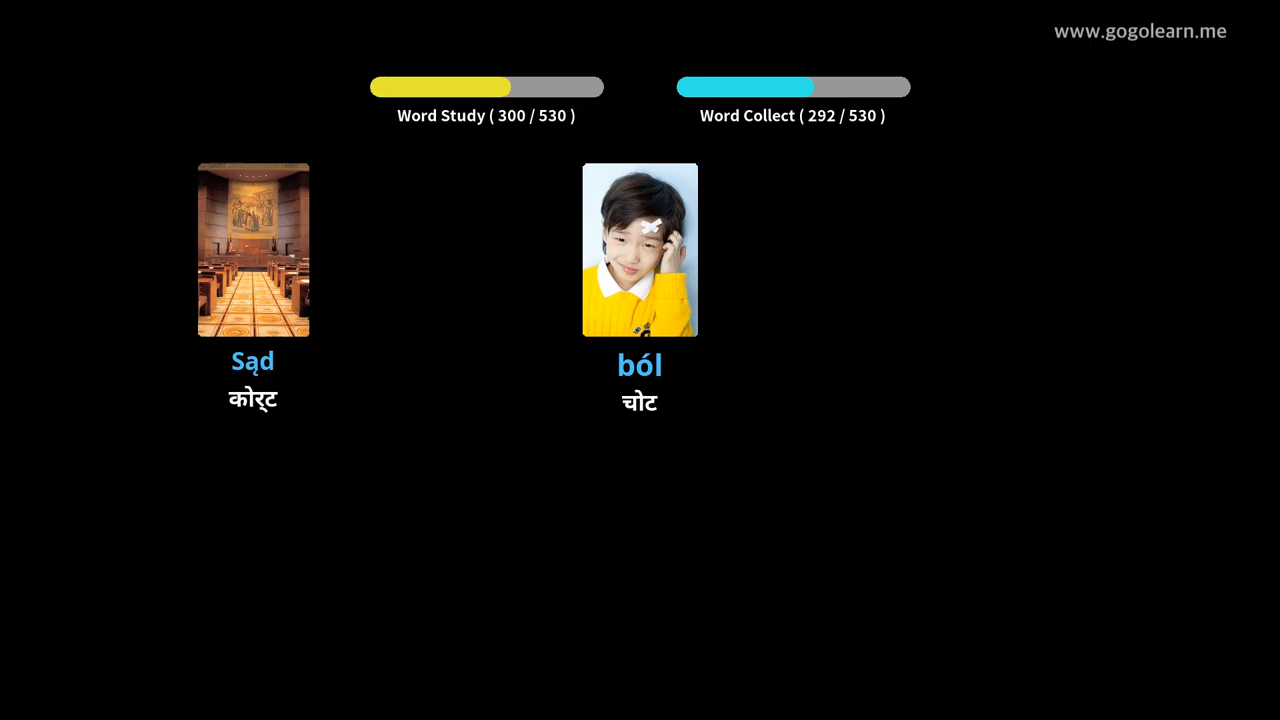 www.gogolearn.me
Word Study ( 300 / 530 )
Word Collect ( 292 / 530 )
Sąd
कोर्ट
ból
चोट